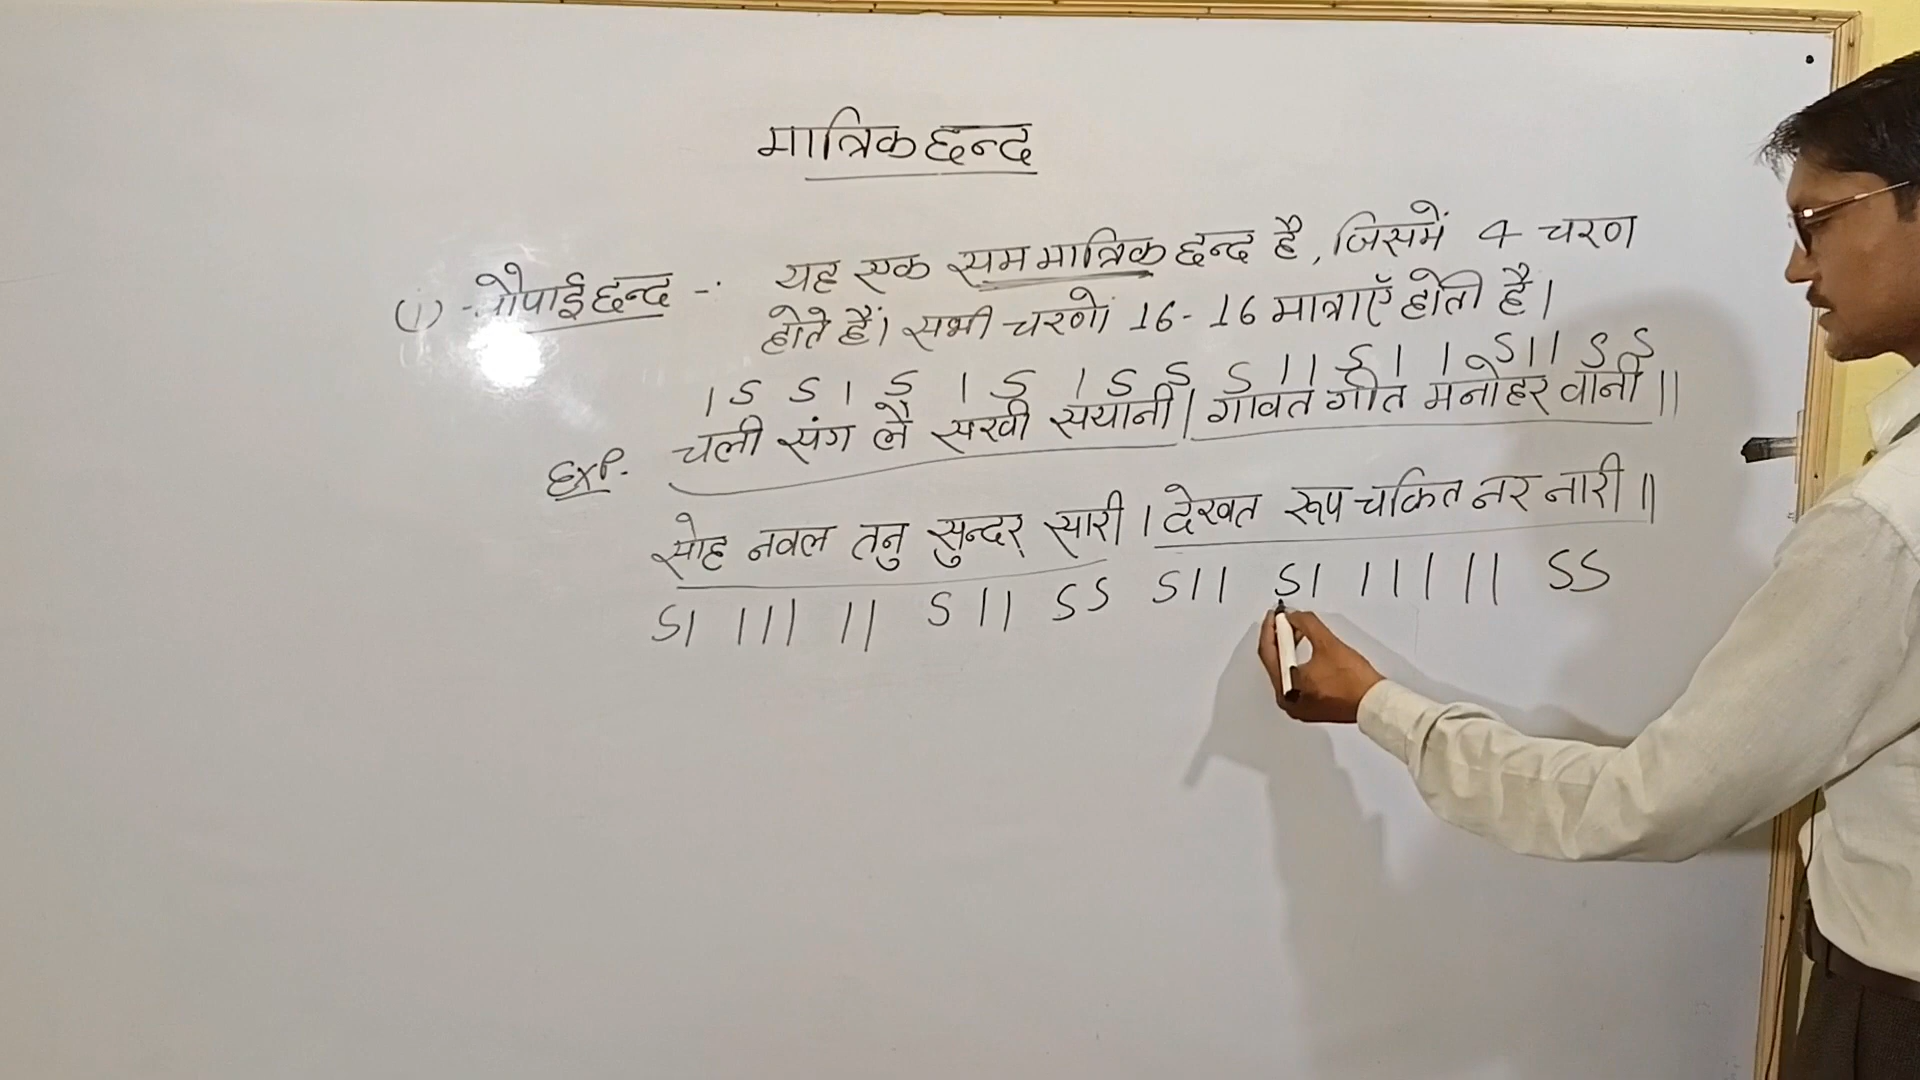 मात्रिक छन्द
(i) - चौपाई छन्द -: यह एक सम मात्रिक छन्द है, जिसमें 4 चरण
होते हैं। सभी चरणों 16-16 मात्राएँ होती है।
I S S I S I S I S S S I I S I I S I I S S
Exp. चली संग लै सखी सयानी। गावत गीत मनोहर वानी॥
सोह नवल तनु सुन्दर सारी। देखत रूप चकित नर नारी॥
S I I I I I I S I I S S S I I S I I I I I I S S